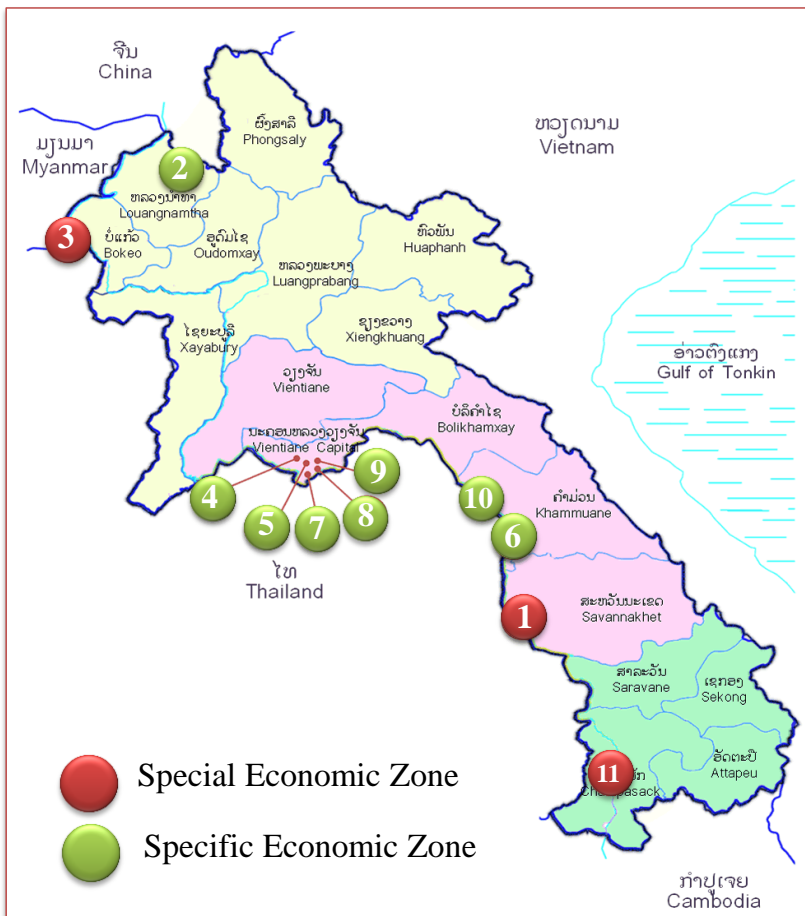 ຈີນ
China
ມຽນມາ
Myanmar
ຫວຽດນາມ
Vietnam
ຜົ້ງສາລີ
Phongsaly
2
ຫລວງນ້ຳທາ
Louangnamtha
3
ບໍ່ແກ້ວ
Bokeo
ອູດົມໄຊ
Oudomxay
ຫົວພັນ
Huaphanh
ຫລວງພະບາງ
Luangprabang
ຊຽງຂວາງ
Xiengkhuang
ໄຊຍະບູລີ
Xayabury
ອ່າວຕົງແກງ
Gulf of Tonkin
ວຽງຈັນ
Vientiane
ບໍລິຄຳໄຊ
Bolikhamxay
ນະຄອນຫລວງວຽງຈັນ
Vientiane Capital
9
4
5
7
8
10
ຄຳມ່ວນ
Khammuane
6
ໄທ
Thailand
ສະຫວັນນະເຂດ
Savannakhet
1
ສາລະວັນ
Saravane
ເຊກອງ
Sekong
ອັດຕະປື
Attapeu
11
Special Economic Zone
Specific Economic Zone
ກຳປູເຈຍ
Cambodia